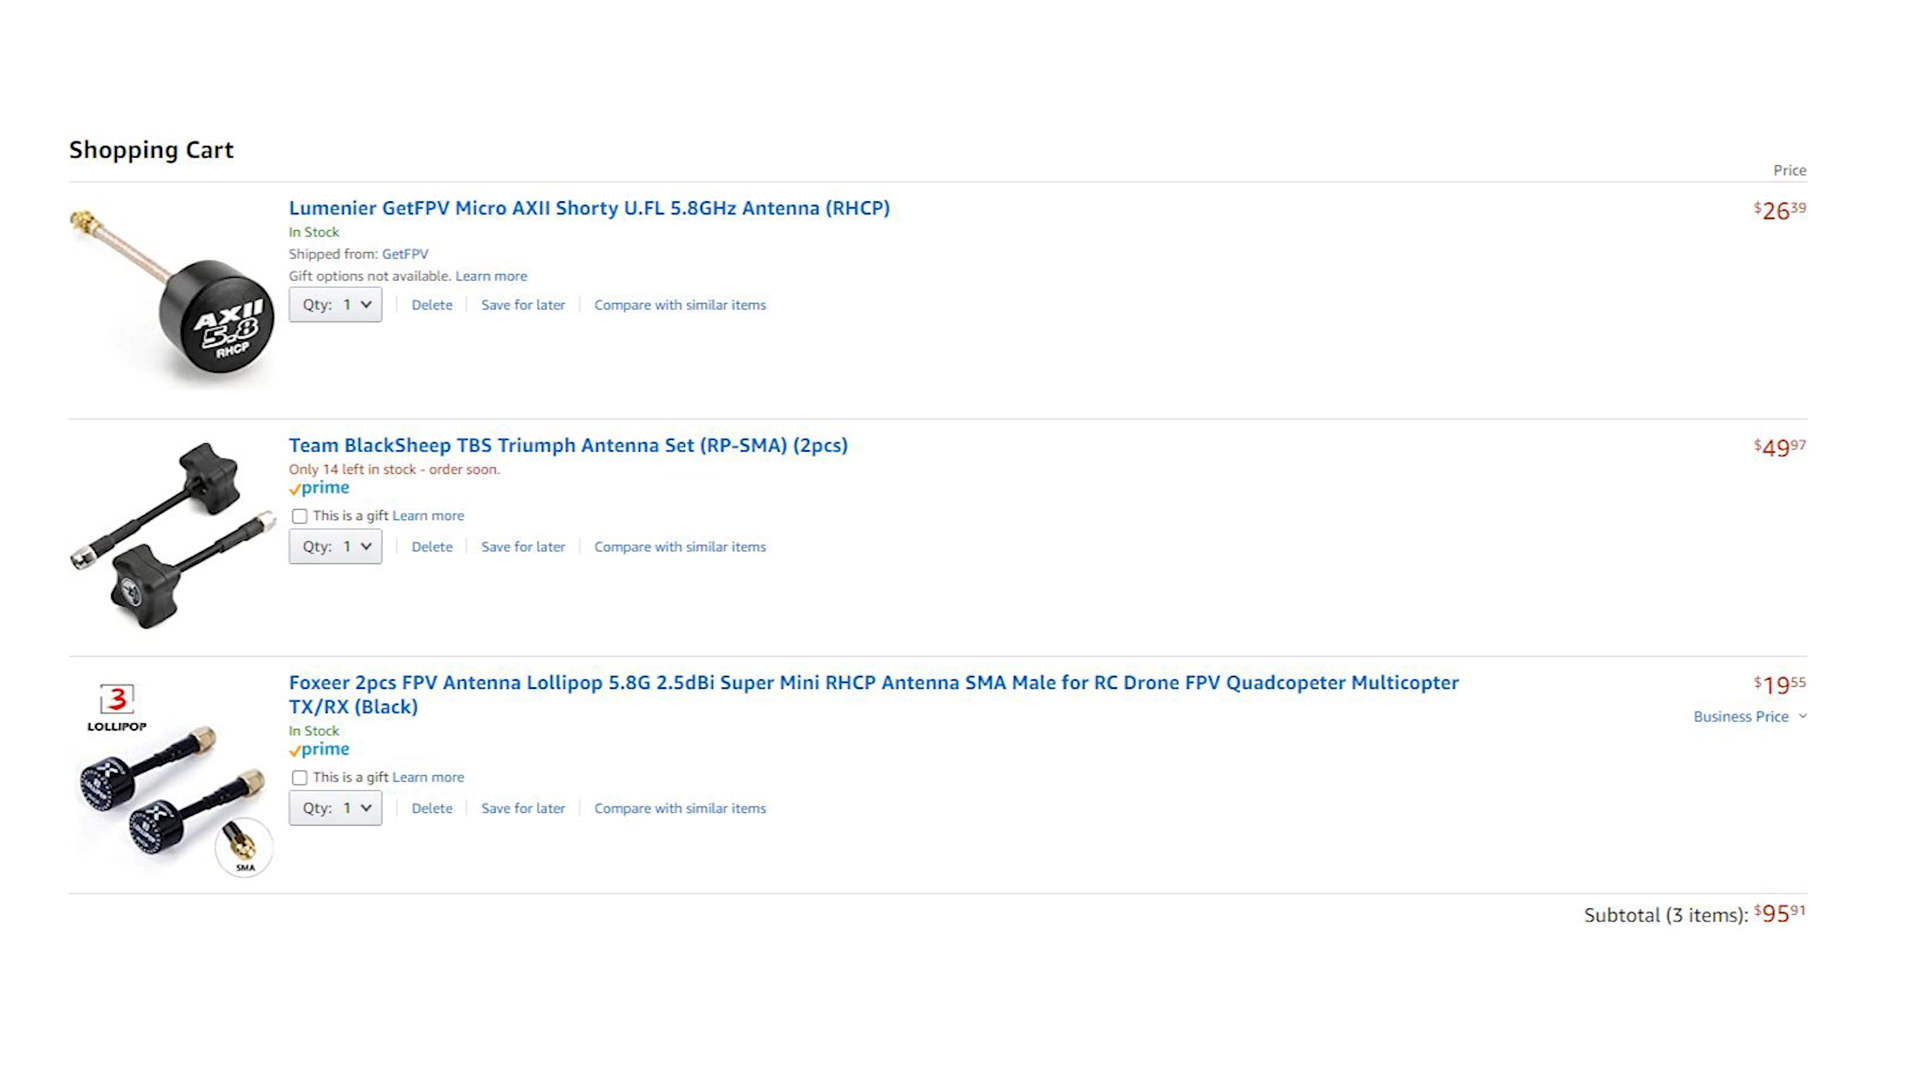 Shopping Cart
Price
Lumenier GetFPV Micro AXII Shorty U.FL 5.8GHz Antenna (RHCP)
$26 39
In Stock
Shipped from: GetFPV
Gift options not available. Learn more
Qty: 1 Delete Save for later Compare with similar items
AXII
5.8
RHCP
Team BlackSheep TBS Triumph Antenna Set (RP-SMA) (2pcs)
$49 97
Only 14 left in stock - order soon.
prime
This is a gift Learn more
Qty: 1 Delete Save for later Compare with similar items
Foxeer 2pcs FPV Antenna Lollipop 5.8G 2.5dBi Super Mini RHCP Antenna SMA Male for RC Drone FPV Quadcopeter Multicopter
$19 55
TX/RX (Black)
Business Price
In Stock
prime
This is a gift Learn more
Qty: 1 Delete Save for later Compare with similar items
3
LOLLIPOP
LOLLIPOP
SMA
Subtotal (3 items): $95 91